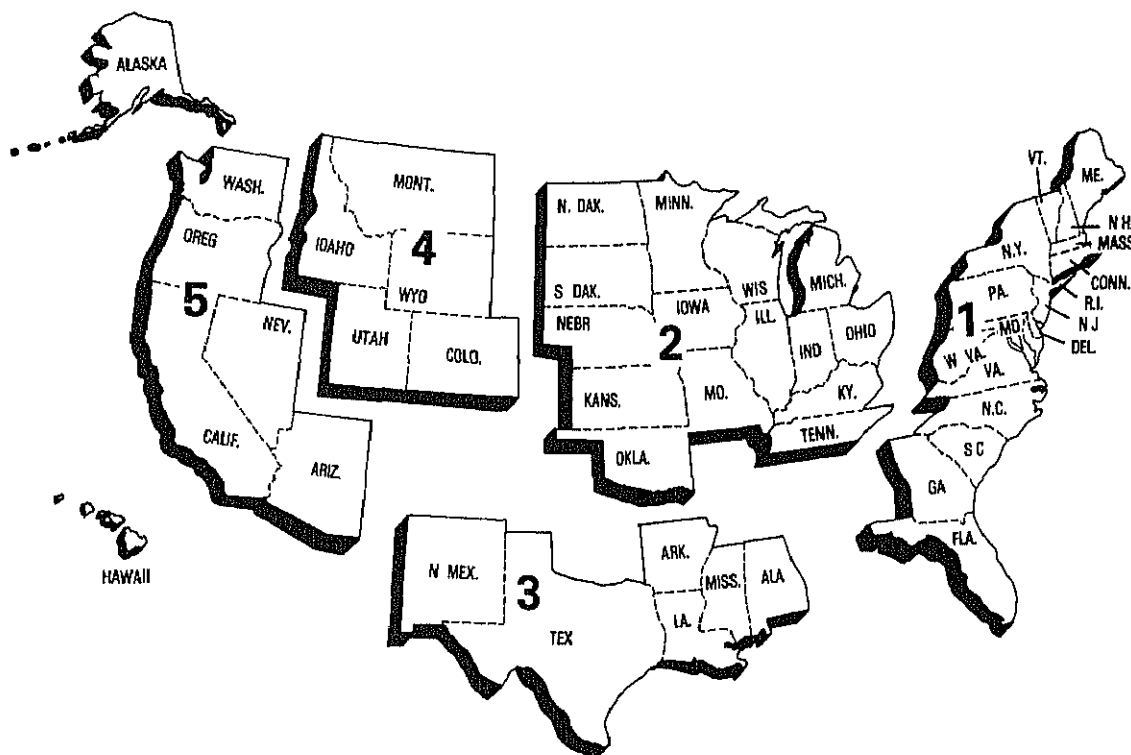 ALASKA
WASH.
OREG
5
NEV.
CALIF.
ARIZ.
HAWAII
MONT.
IDAHO
4
WYO
UTAH
COLO.
N. DAK.
MINN.
S DAK.
WIS
MICH.
NEBR
IOWA
2
ILL.
IND
OHIO
KANS.
MO.
KY.
OKLA.
TENN.
N MEX.
3
TEX
ARK.
LA.
MISS.
ALA
VT.
ME.
N H
MASS
N.Y.
CONN.
R.I.
PA.
N J
1
MD.
DEL.
W VA.
VA.
N.C.
S C
GA
FLA.